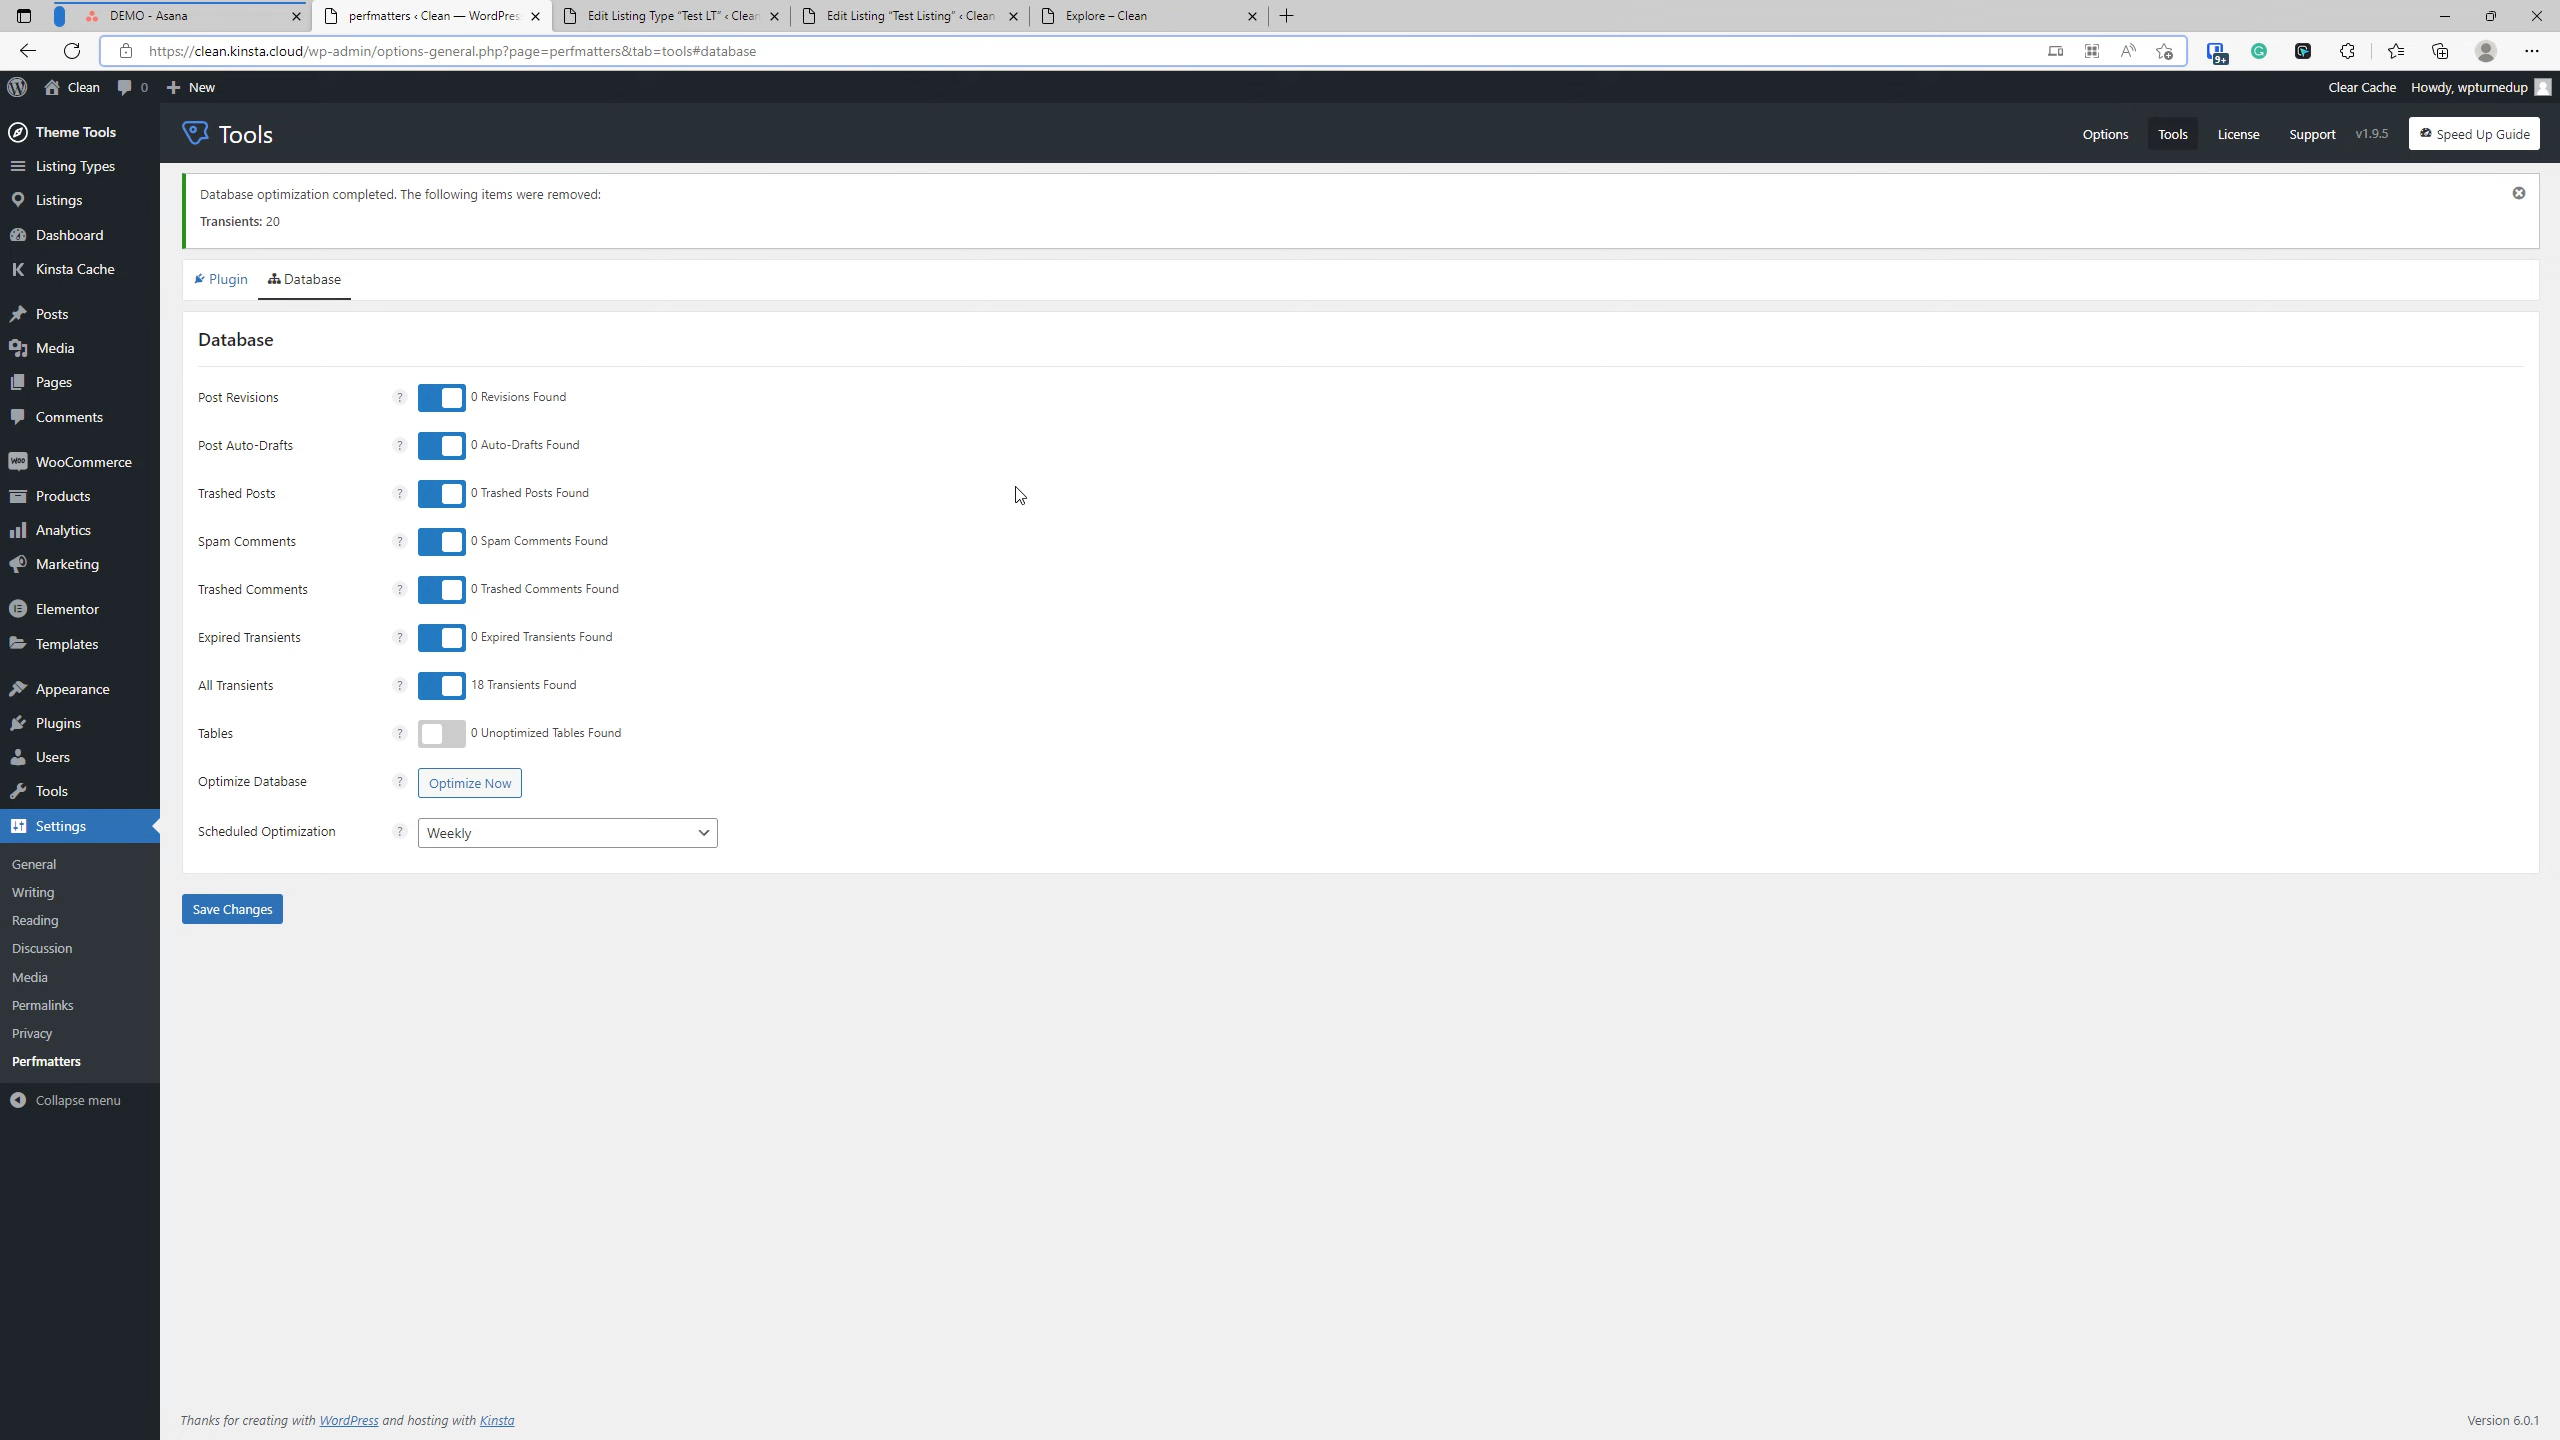 DEMO - Asana
perfmatters ‹ Clean — WordPres
Edit Listing Type “Test LT” ‹ Clean
Edit Listing “Test Listing” ‹ Clean
Explore – Clean
https://clean.kinsta.cloud/wp-admin/options-general.php?page=perfmatters&tab=tools#database
9+
Clean
0
New
Clear Cache
Howdy, wpturnedup
Theme Tools
Listing Types
Listings
Dashboard
Kinsta Cache
Posts
Media
Pages
Comments
WooCommerce
Products
Analytics
Marketing
Elementor
Templates
Appearance
Plugins
Users
Tools
Settings
General
Writing
Reading
Discussion
Media
Permalinks
Privacy
Perfmatters
Collapse menu
Tools
Options
Tools
License
Support
v1.9.5
Speed Up Guide
Database optimization completed. The following items were removed:
Transients: 20
Plugin
Database
Database
Post Revisions ? 0 Revisions Found
Post Auto-Drafts ? 0 Auto-Drafts Found
Trashed Posts ? 0 Trashed Posts Found
Spam Comments ? 0 Spam Comments Found
Trashed Comments ? 0 Trashed Comments Found
Expired Transients ? 0 Expired Transients Found
All Transients ? 18 Transients Found
Tables ? 0 Unoptimized Tables Found
Optimize Database ? Optimize Now
Scheduled Optimization ? Weekly
Save Changes
Thanks for creating with WordPress and hosting with Kinsta
Version 6.0.1